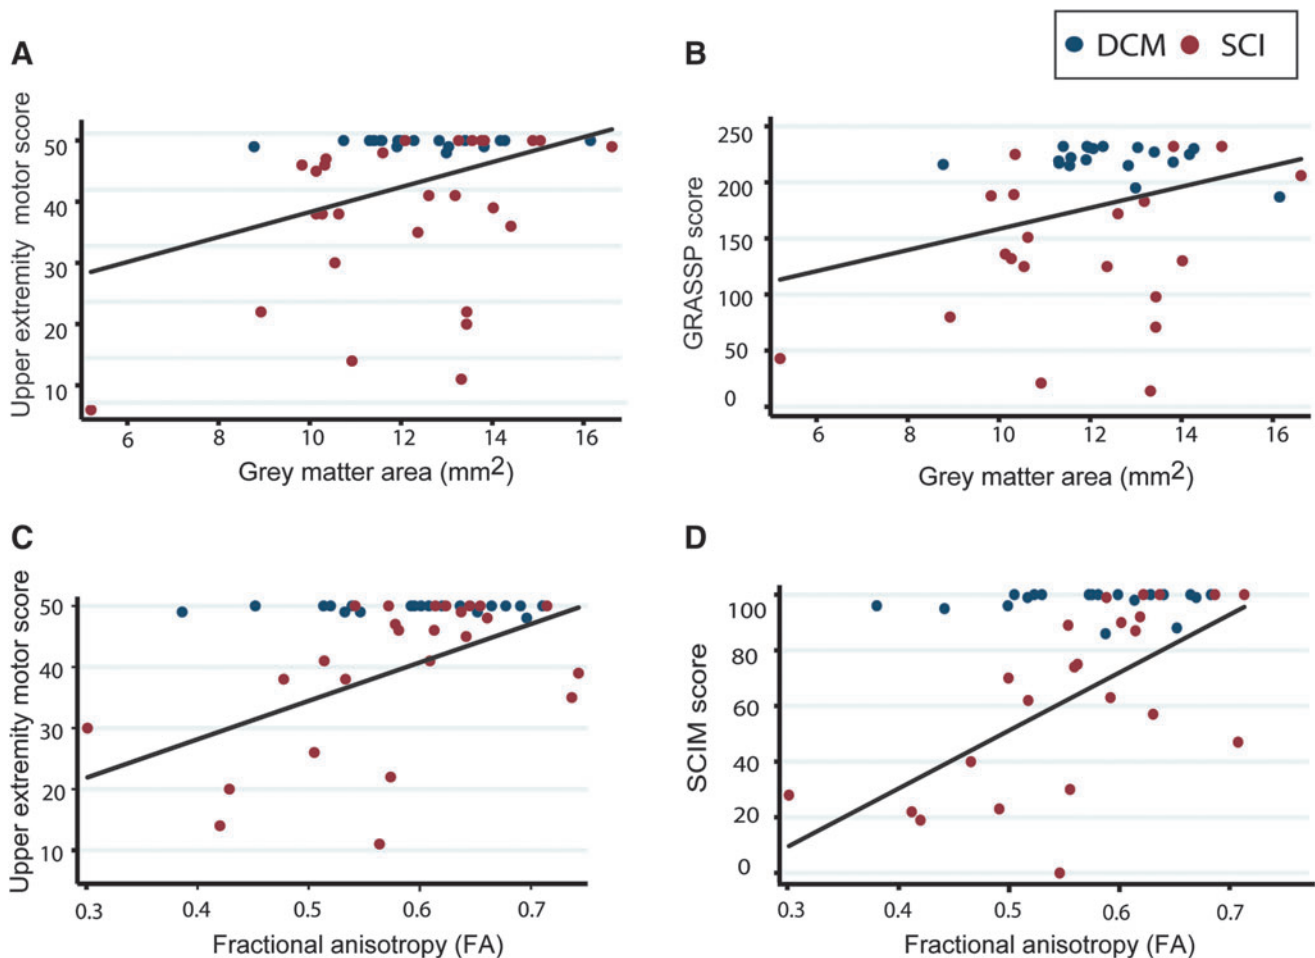 DCM SCI
A
Upper extremity motor score
50
40
30
20
10
6 8 10 12 14 16
Grey matter area (mm2)
B
GRASSP score
250
200
150
100
50
0
6 8 10 12 14 16
Grey matter area (mm2)
C
Upper extremity motor score
50
40
30
20
10
0.3 0.4 0.5 0.6 0.7
Fractional anisotropy (FA)
D
SCIM score
100
80
60
40
20
0
0.3 0.4 0.5 0.6 0.7
Fractional anisotropy (FA)